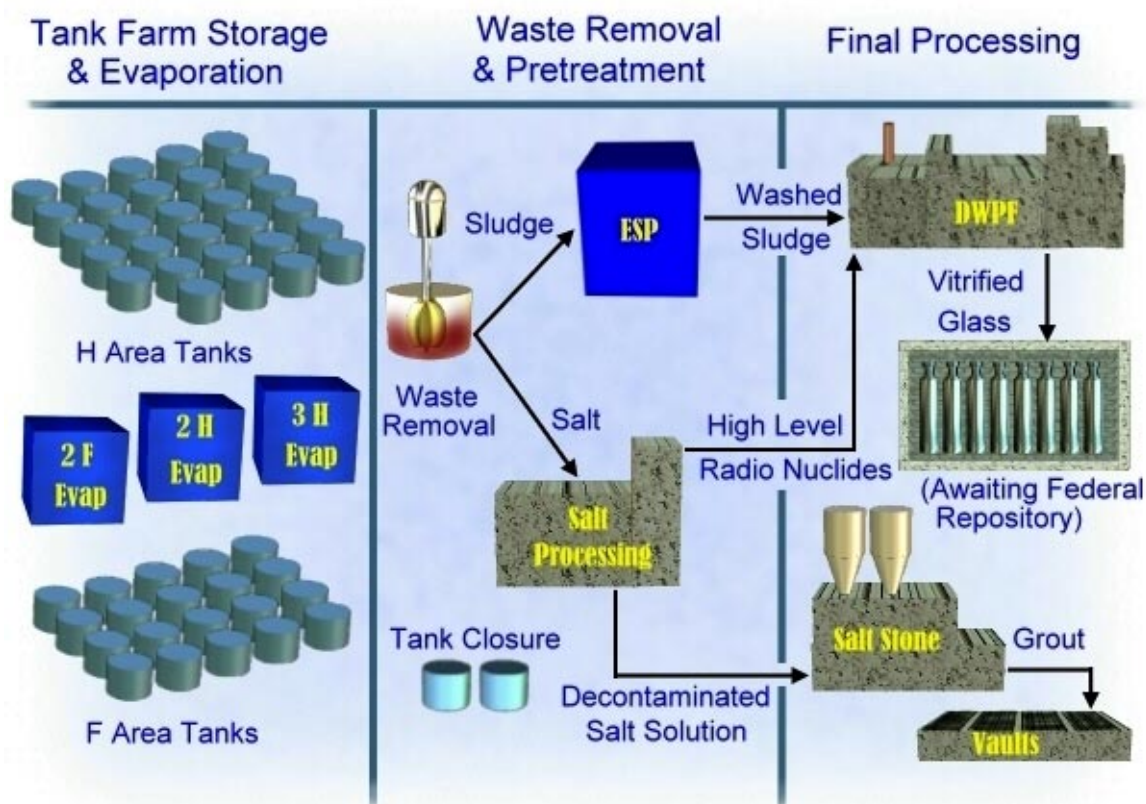 Tank Farm Storage
& Evaporation
Waste Removal
& Pretreatment
Final Processing
H Area Tanks
2 F
Evap
2 H
Evap
3 H
Evap
F Area Tanks
Waste
Removal
Sludge
ESP
Salt
Salt
Processing
Tank Closure
Washed
Sludge
High Level
Radio Nuclides
Decontaminated
Salt Solution
DWPF
Vitrified
Glass
(Awaiting Federal
Repository)
Salt Stone
Grout
Vaults